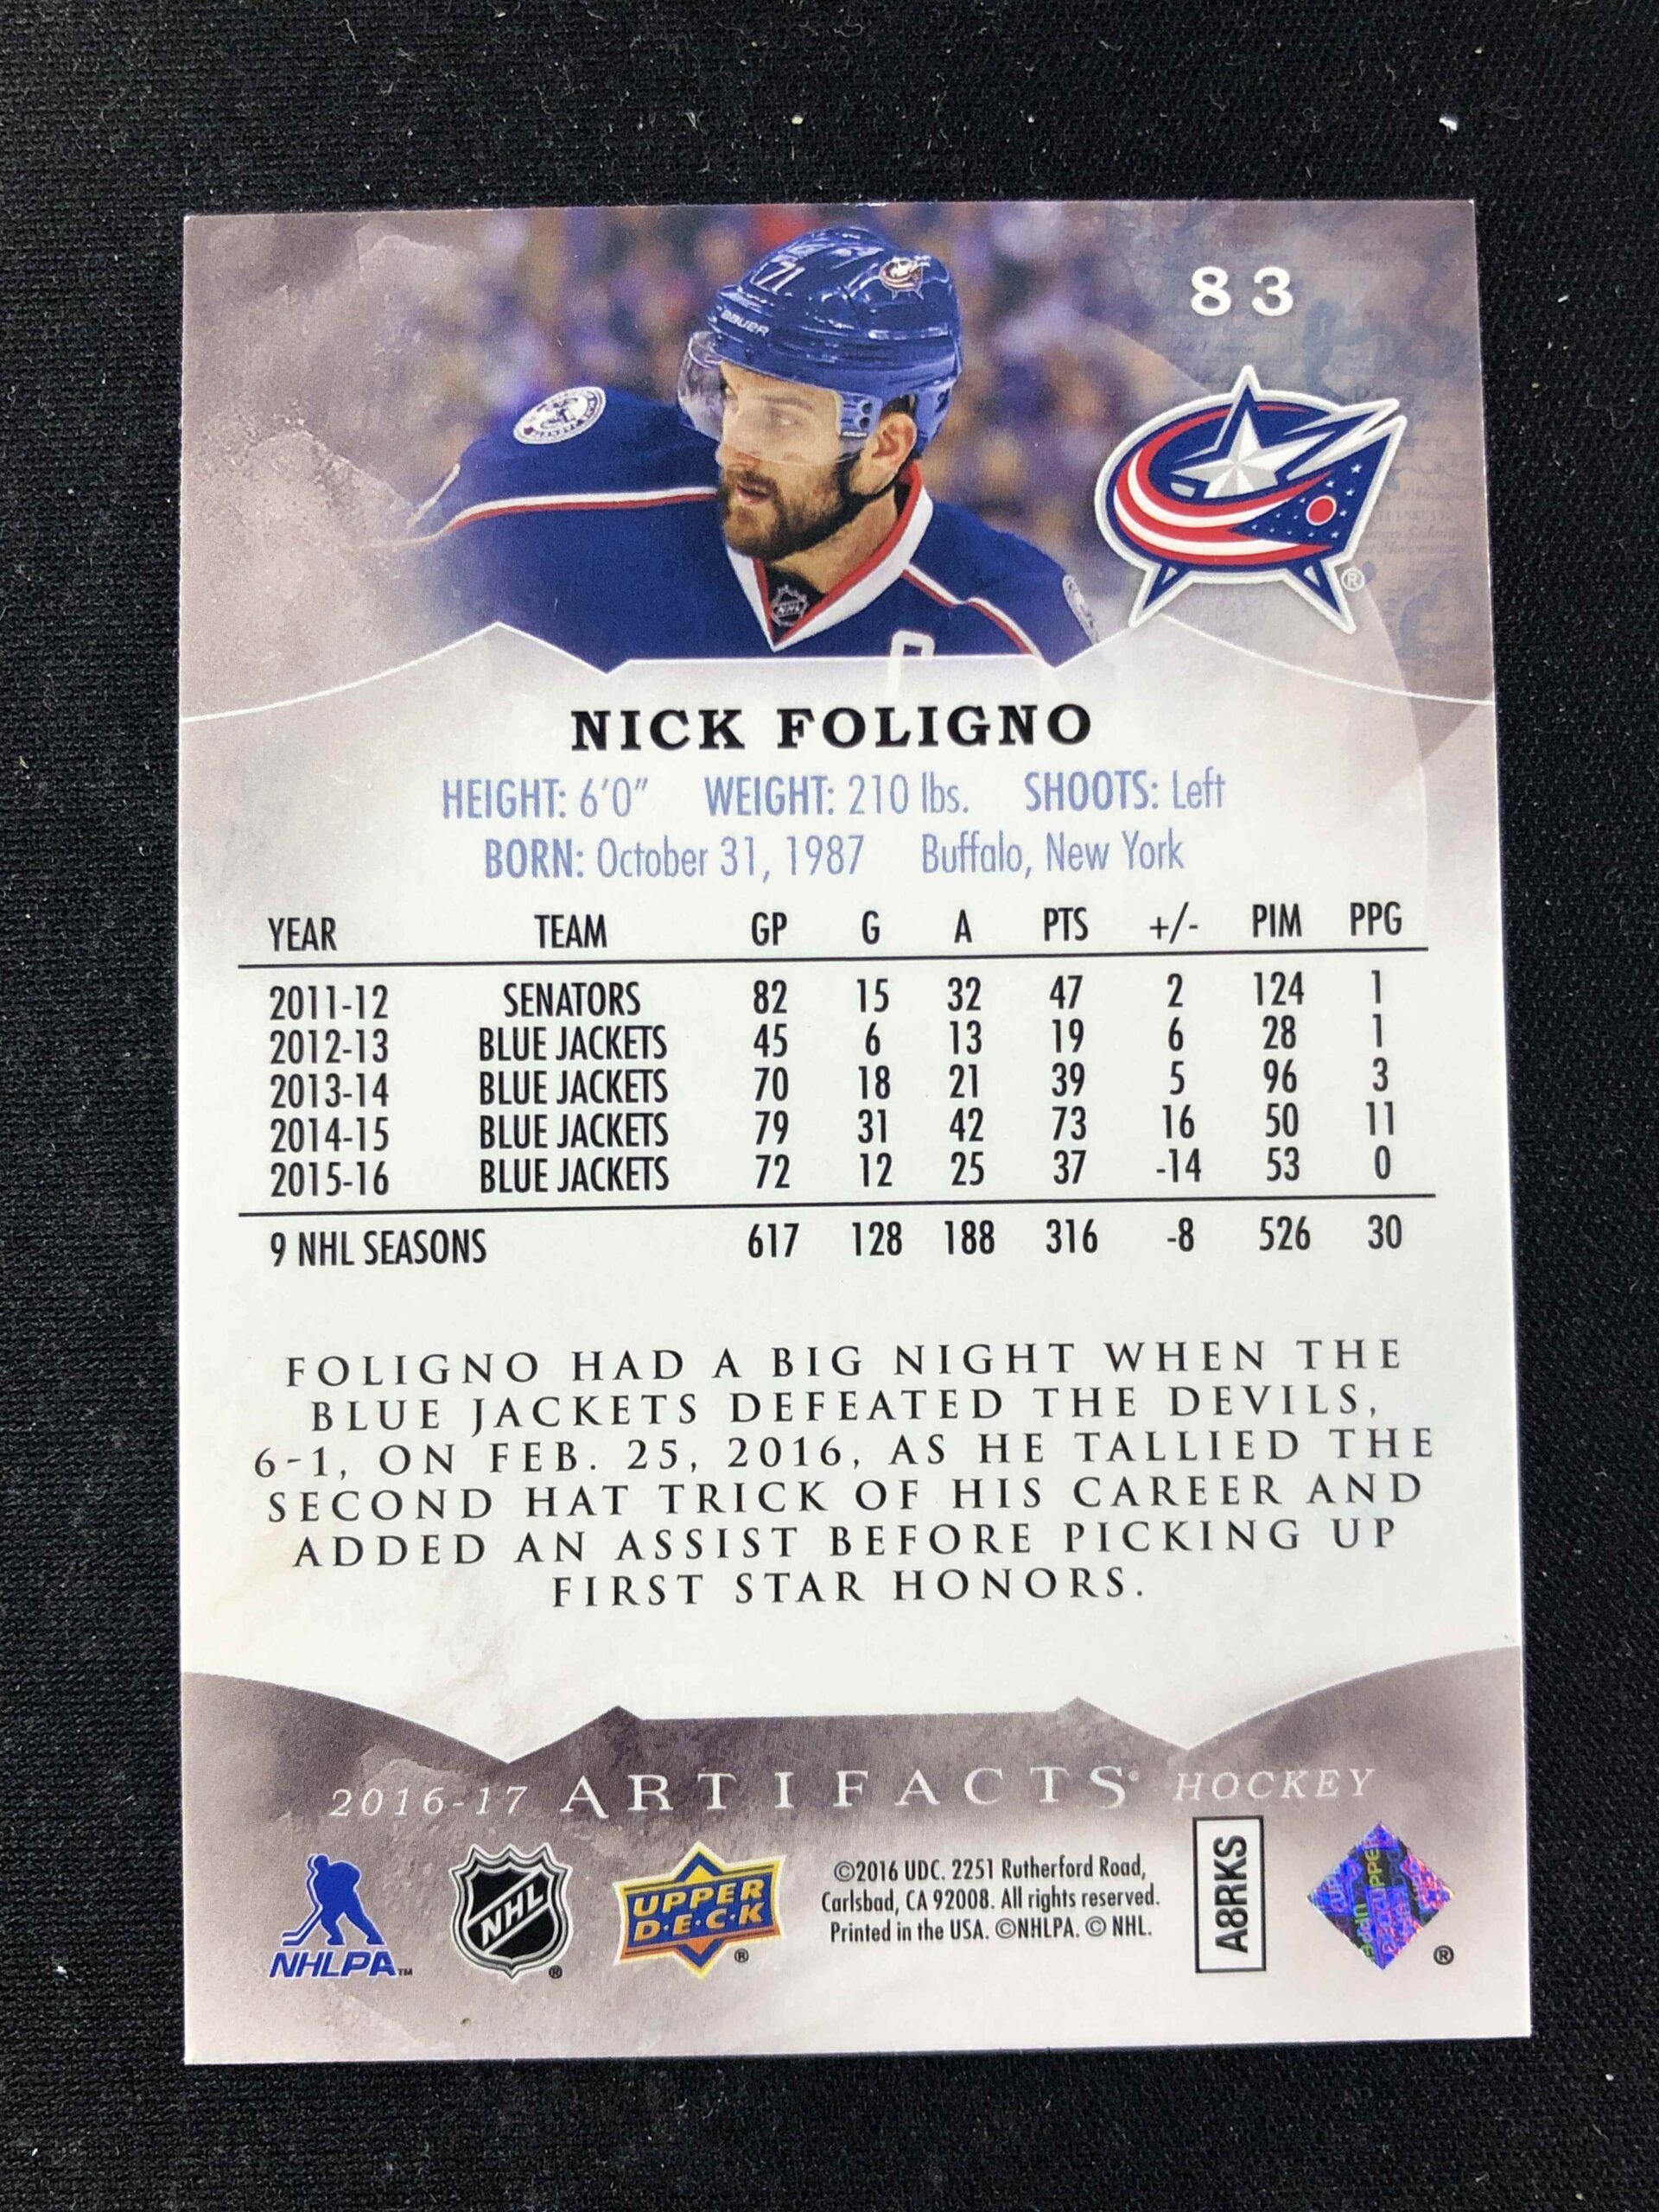 83
71
BAUER
NICK FOLIGNO
HEIGHT: 6'0" WEIGHT: 210 lbs. SHOOTS: Left
BORN: October 31, 1987 Buffalo, New York
YEAR TEAM GP G A PTS +/- PIM PPG
2011-12 SENATORS 82 15 32 47 2 124 1
2012-13 BLUE JACKETS 45 6 13 19 6 28 1
2013-14 BLUE JACKETS 70 18 21 39 5 96 3
2014-15 BLUE JACKETS 79 31 42 73 16 50 11
2015-16 BLUE JACKETS 72 12 25 37 -14 53 0
9 NHL SEASONS 617 128 188 316 -8 526 30
FOLIGNO HAD A BIG NIGHT WHEN THE
BLUE JACKETS DEFEATED THE DEVILS,
6-1, ON FEB. 25, 2016, AS HE TALLIED THE
SECOND HAT TRICK OF HIS CAREER AND
ADDED AN ASSIST BEFORE PICKING UP
FIRST STAR HONORS.
2016-17 ARTIFACTS HOCKEY
NHLPA™
NHL ®
UPPER
D·E·C·K ®
©2016 UDC. 2251 Rutherford Road,
Carlsbad, CA 92008. All rights reserved.
Printed in the USA. ©NHLPA. © NHL.
A8RKS
®